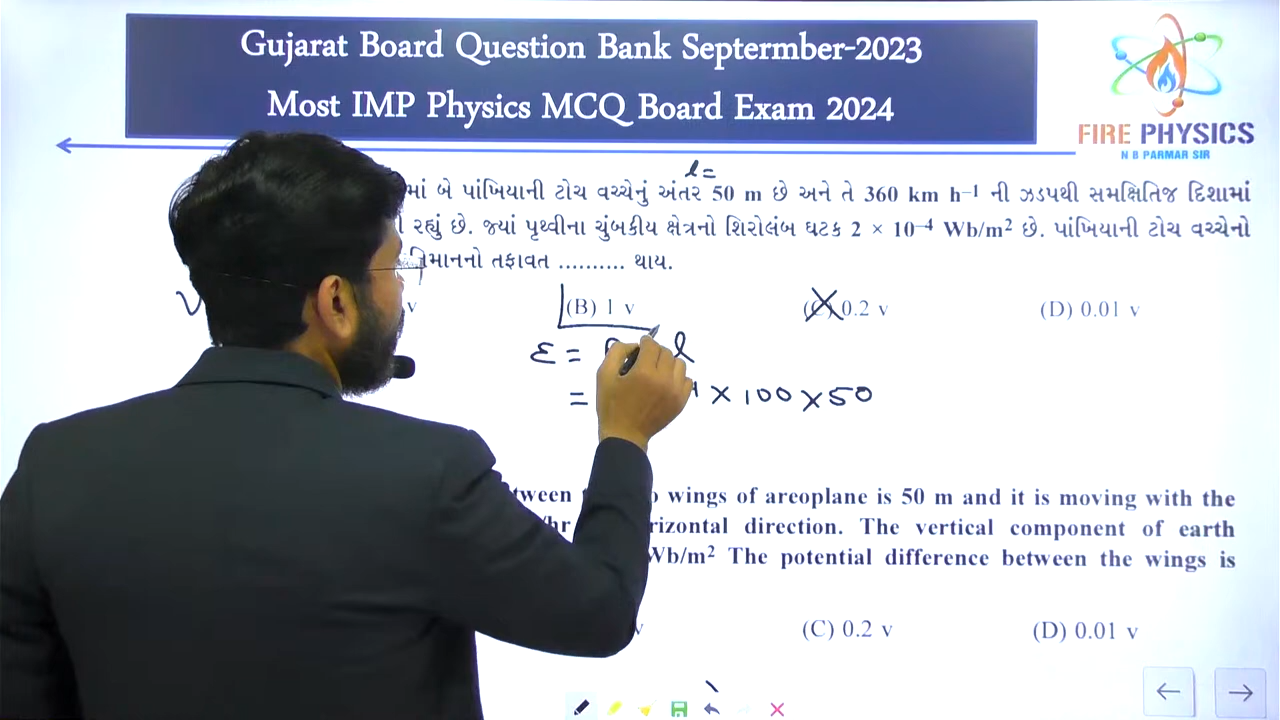 Gujarat Board Question Bank Septermber-2023
Most IMP Physics MCQ Board Exam 2024
FIRE PHYSICS
N B PARMAR SIR
l=
માં બે પાંખિયાની ટોચ વચ્ચેનું અંતર 50 m છે અને તે 360 km h⁻¹ ની ઝડપથી સમક્ષિતિજ દિશામાં
રહ્યું છે. જ્યાં પૃથ્વીના ચુંબકીય ક્ષેત્રનો શિરોલંબ ઘટક 2 × 10⁻⁴ Wb/m² છે. પાંખિયાની ટોચ વચ્ચેનો
તફાવત .......... થાય.
v (B) 1 v 0.2 v (D) 0.01 v
ε = l
= × 100 × 50
wings of areoplane is 50 m and it is moving with the
direction. The vertical component of earth
Wb/m² The potential difference between the wings is
v (C) 0.2 v (D) 0.01 v